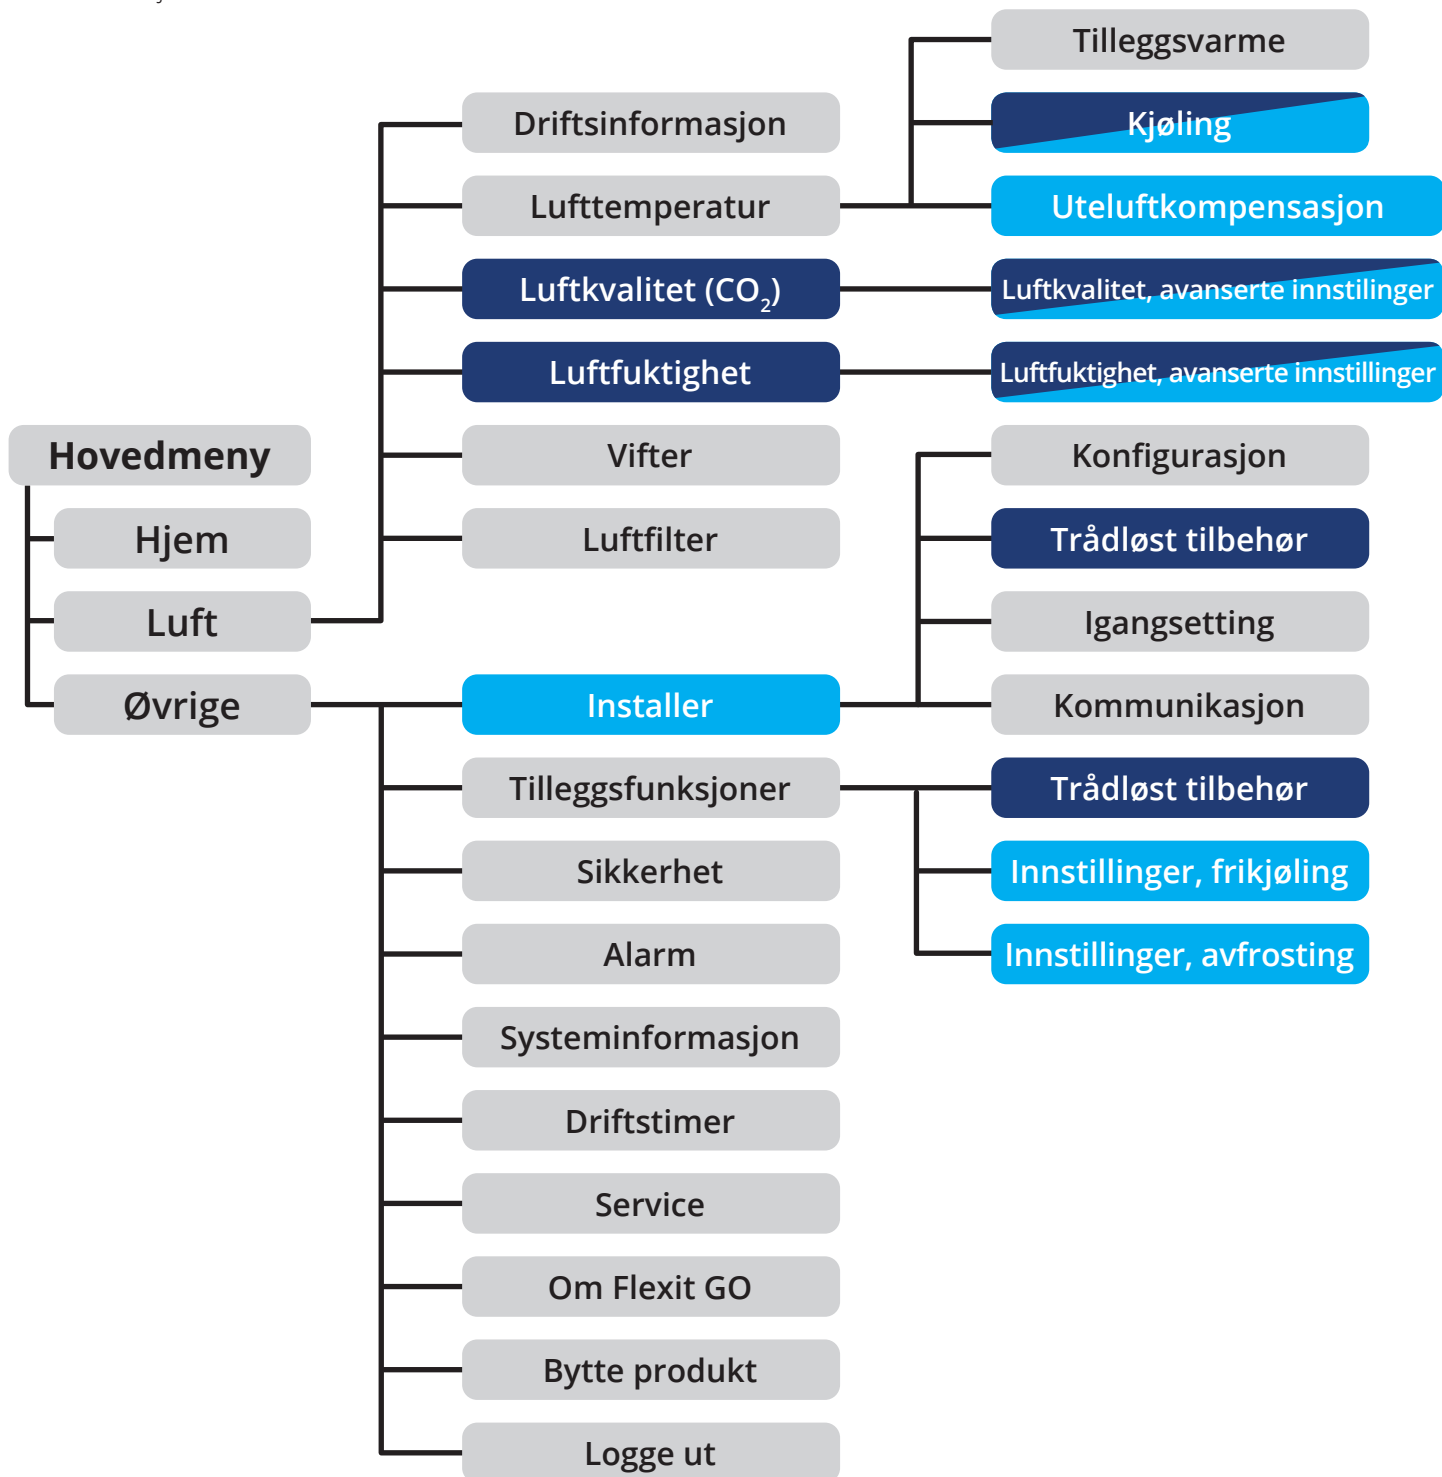 Hovedmeny
Hjem
Luft
Øvrige
Driftsinformasjon
Lufttemperatur
Luftkvalitet (CO₂)
Luftfuktighet
Vifter
Luftfilter
Installer
Tilleggsfunksjoner
Sikkerhet
Alarm
Systeminformasjon
Driftstimer
Service
Om Flexit GO
Bytte produkt
Logge ut
Tilleggsvarme
Kjøling
Uteluftkompensasjon
Luftkvalitet, avanserte innstilinger
Luftfuktighet, avanserte innstillinger
Konfigurasjon
Trådløst tilbehør
Igangsetting
Kommunikasjon
Trådløst tilbehør
Innstillinger, frikjøling
Innstillinger, avfrosting